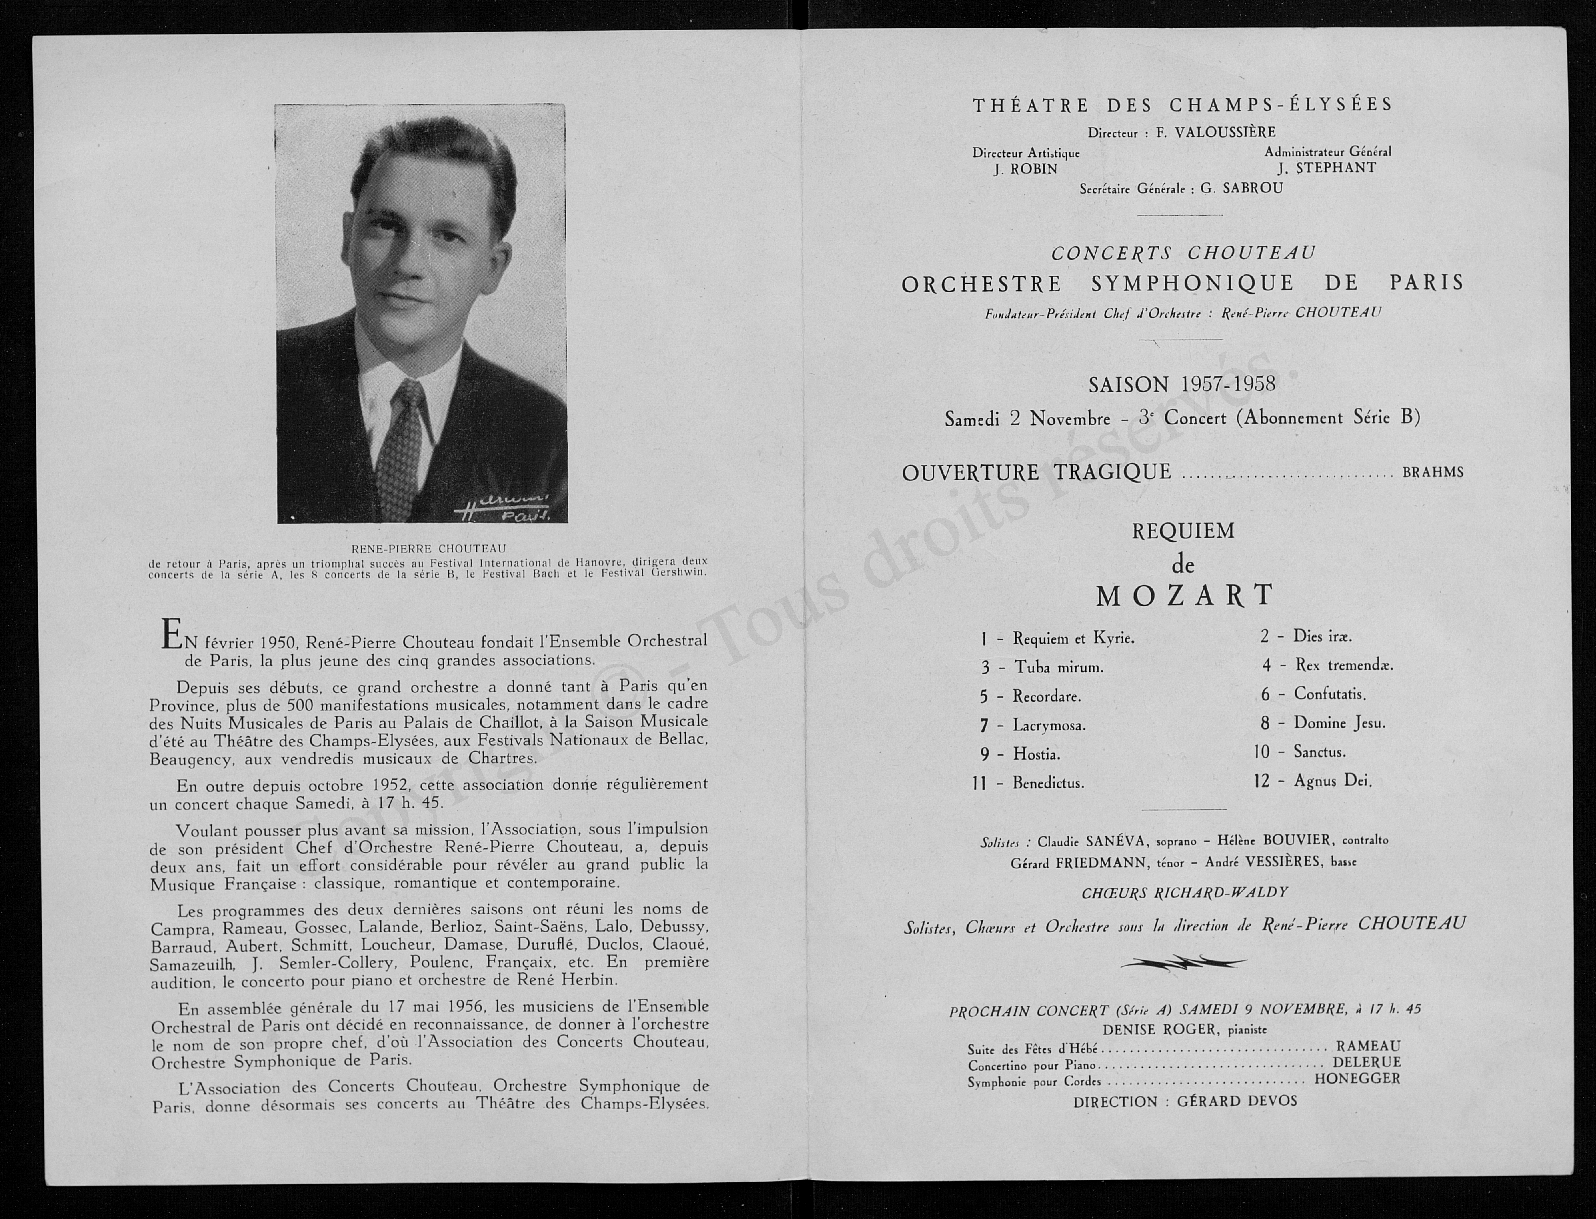 Harcourt
Paris.
RENE-PIERRE CHOUTEAU
de retour à Paris, après un triomphal succès au Festival International de Hanovre, dirigera deux
concerts de la série A, les 8 concerts de la série B, le Festival Bach et le Festival Gershwin.
EN février 1950, René-Pierre Chouteau fondait l'Ensemble Orchestral
de Paris, la plus jeune des cinq grandes associations.
Depuis ses débuts, ce grand orchestre a donné tant à Paris qu'en
Province, plus de 500 manifestations musicales, notamment dans le cadre
des Nuits Musicales de Paris au Palais de Chaillot, à la Saison Musicale
d'été au Théâtre des Champs-Elysées, aux Festivals Nationaux de Bellac,
Beaugency, aux vendredis musicaux de Chartres.
En outre depuis octobre 1952, cette association donne régulièrement
un concert chaque Samedi, à 17 h. 45.
Voulant pousser plus avant sa mission, l'Association, sous l'impulsion
de son président Chef d'Orchestre René-Pierre Chouteau, a, depuis
deux ans, fait un effort considérable pour révéler au grand public la
Musique Française : classique, romantique et contemporaine.
Les programmes des deux dernières saisons ont réuni les noms de
Campra, Rameau, Gossec, Lalande, Berlioz, Saint-Saëns, Lalo, Debussy,
Barraud, Aubert, Schmitt, Loucheur, Damase, Duruflé, Duclos, Claoué,
Samazeuilh, J. Semler-Collery, Poulenc, Françaix, etc. En première
audition, le concerto pour piano et orchestre de René Herbin.
En assemblée générale du 17 mai 1956, les musiciens de l'Ensemble
Orchestral de Paris ont décidé en reconnaissance, de donner à l'orchestre
le nom de son propre chef, d'où l'Association des Concerts Chouteau,
Orchestre Symphonique de Paris.
L'Association des Concerts Chouteau, Orchestre Symphonique de
Paris, donne désormais ses concerts au Théâtre des Champs-Elysées.
THÉATRE DES CHAMPS-ÉLYSÉES
Directeur : F. VALOUSSIÈRE
Directeur Artistique Administrateur Général
J. ROBIN J. STEPHANT
Secrétaire Générale : G. SABROU
CONCERTS CHOUTEAU
ORCHESTRE SYMPHONIQUE DE PARIS
Fondateur-Président Chef d'Orchestre : René-Pierre CHOUTEAU
SAISON 1957-1958
Samedi 2 Novembre - 3e Concert (Abonnement Série B)
OUVERTURE TRAGIQUE .............................. BRAHMS
REQUIEM
de
MOZART
1 - Requiem et Kyrie. 2 - Dies iræ.
3 - Tuba mirum. 4 - Rex tremendæ.
5 - Recordare. 6 - Confutatis.
7 - Lacrymosa. 8 - Domine Jesu.
9 - Hostia. 10 - Sanctus.
11 - Benedictus. 12 - Agnus Dei.
Solistes : Claudie SANÉVA, soprano - Hélène BOUVIER, contralto
Gérard FRIEDMANN, ténor - André VESSIÈRES, basse
CHŒURS RICHARD-WALDY
Solistes, Chœurs et Orchestre sous la direction de René-Pierre CHOUTEAU
PROCHAIN CONCERT (Série A) SAMEDI 9 NOVEMBRE, à 17 h. 45
DENISE ROGER, pianiste
Suite des Fêtes d'Hébé ............................... RAMEAU
Concertino pour Piano ............................... DELERUE
Symphonie pour Cordes ........................... HONEGGER
DIRECTION : GÉRARD DEVOS
Copyright © - Tous droits réservés.